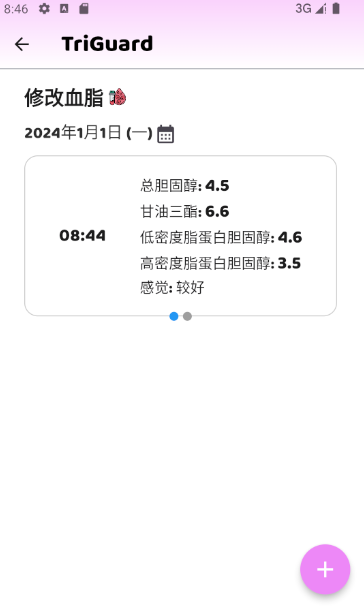 8:46 3G
TriGuard
修改血脂
2024年1月1日 (一)
总胆固醇: 4.5
甘油三酯: 6.6
08:44
低密度脂蛋白胆固醇: 4.6
高密度脂蛋白胆固醇: 3.5
感觉: 较好